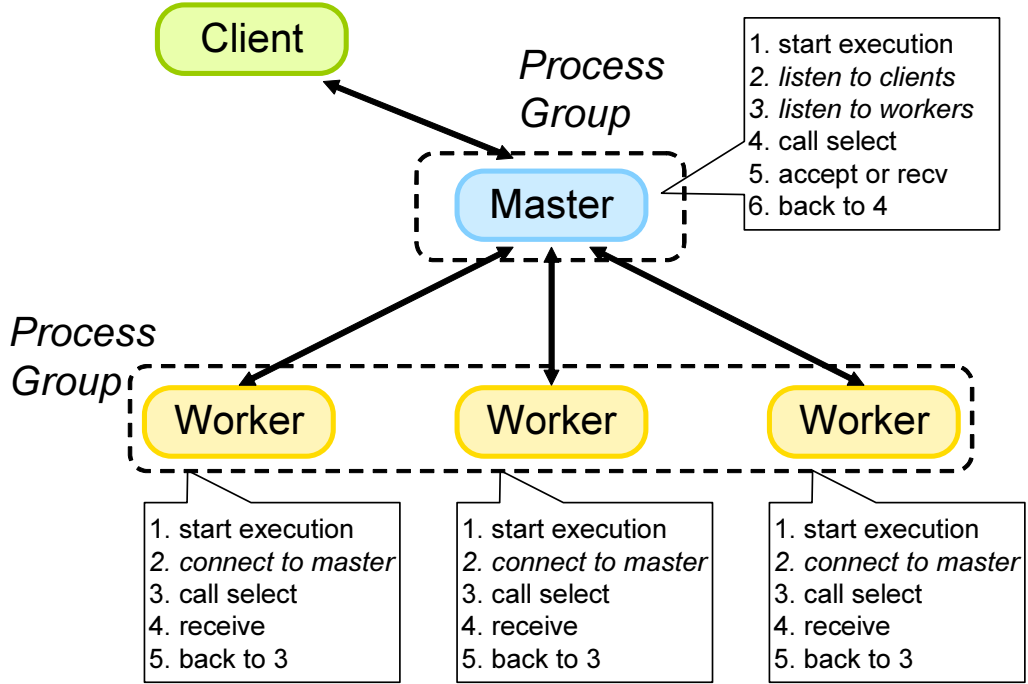 Client
Process
Group
1. start execution
2. listen to clients
3. listen to workers
4. call select
5. accept or recv
6. back to 4
Master
Process
Group
Worker
Worker
Worker
1. start execution
2. connect to master
3. call select
4. receive
5. back to 3
1. start execution
2. connect to master
3. call select
4. receive
5. back to 3
1. start execution
2. connect to master
3. call select
4. receive
5. back to 3